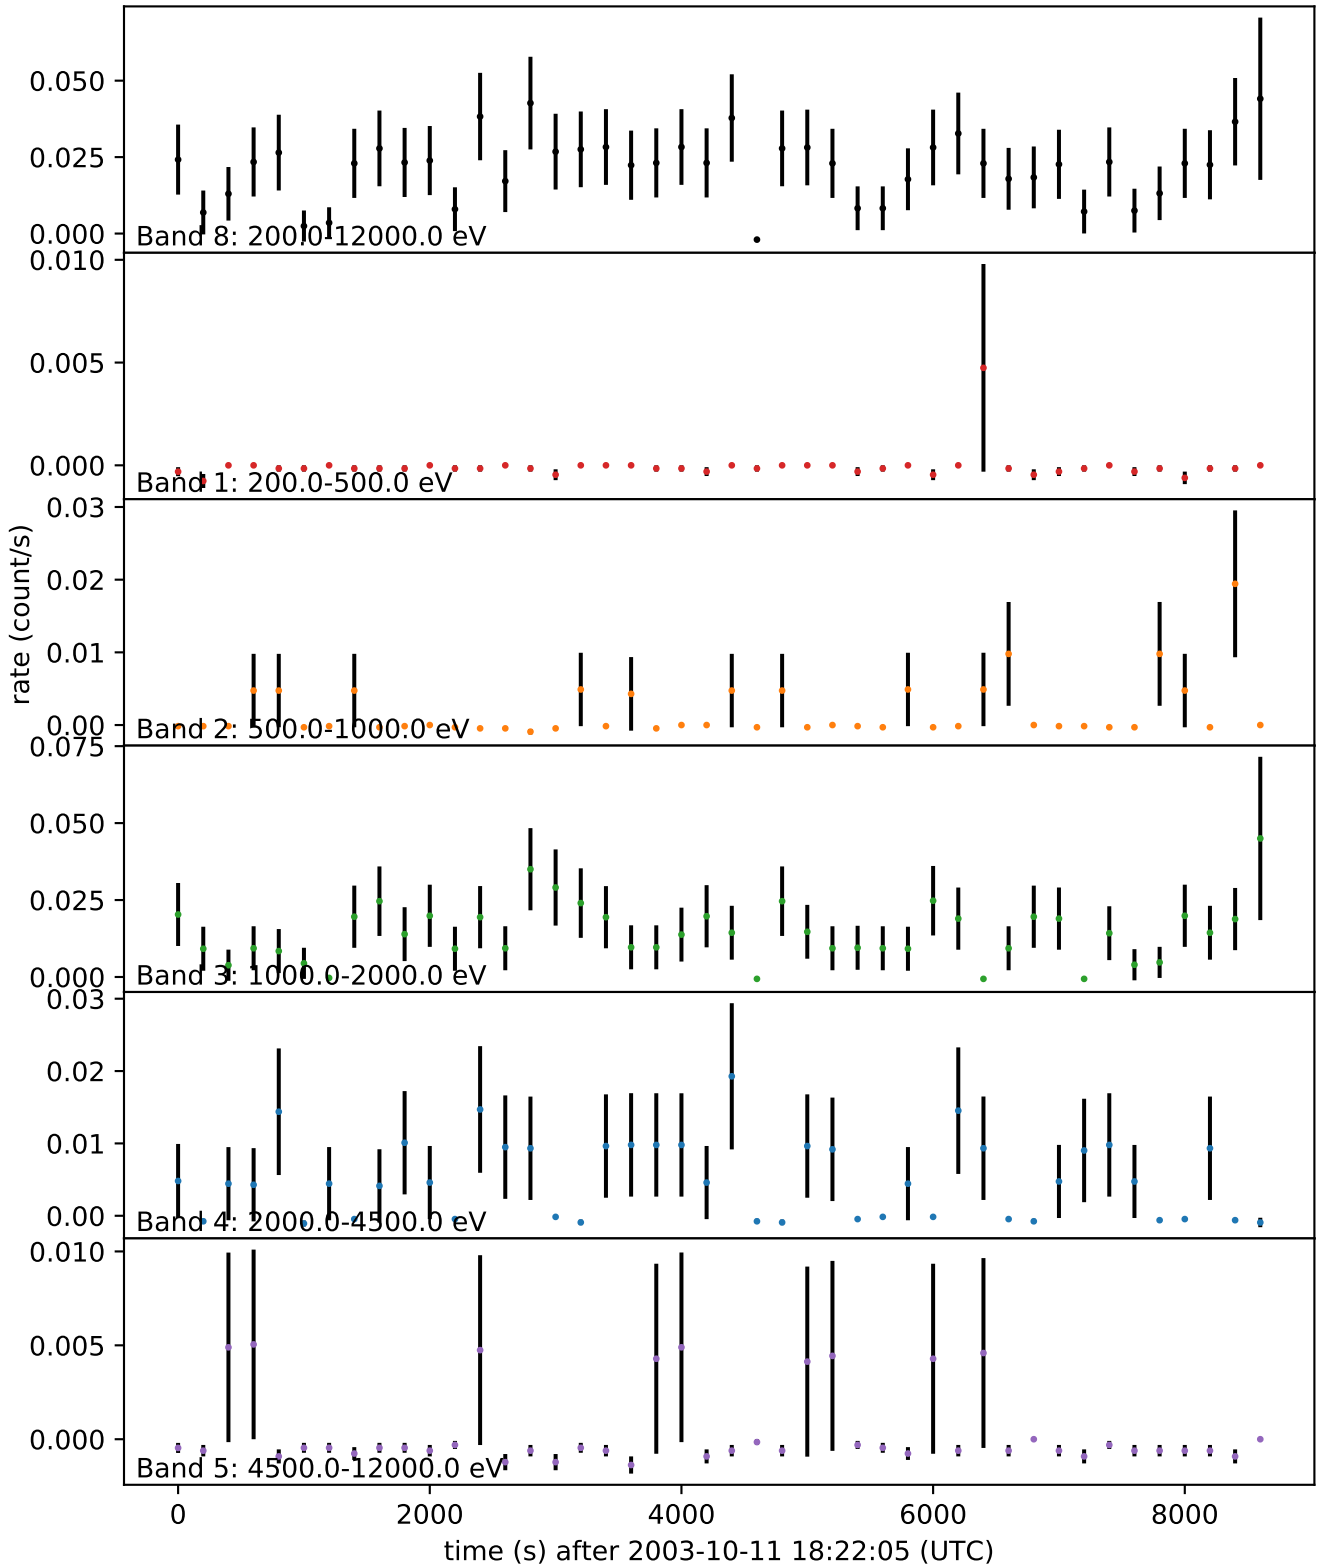 0.050
0.025
0.000
Band 8: 200.0-12000.0 eV
0.010
0.005
0.000
Band 1: 200.0-500.0 eV
rate (count/s)
0.03
0.02
0.01
0.00
Band 2: 500.0-1000.0 eV
0.075
0.050
0.025
0.000
Band 3: 1000.0-2000.0 eV
0.03
0.02
0.01
0.00
Band 4: 2000.0-4500.0 eV
0.010
0.005
0.000
Band 5: 4500.0-12000.0 eV
0 2000 4000 6000 8000
time (s) after 2003-10-11 18:22:05 (UTC)